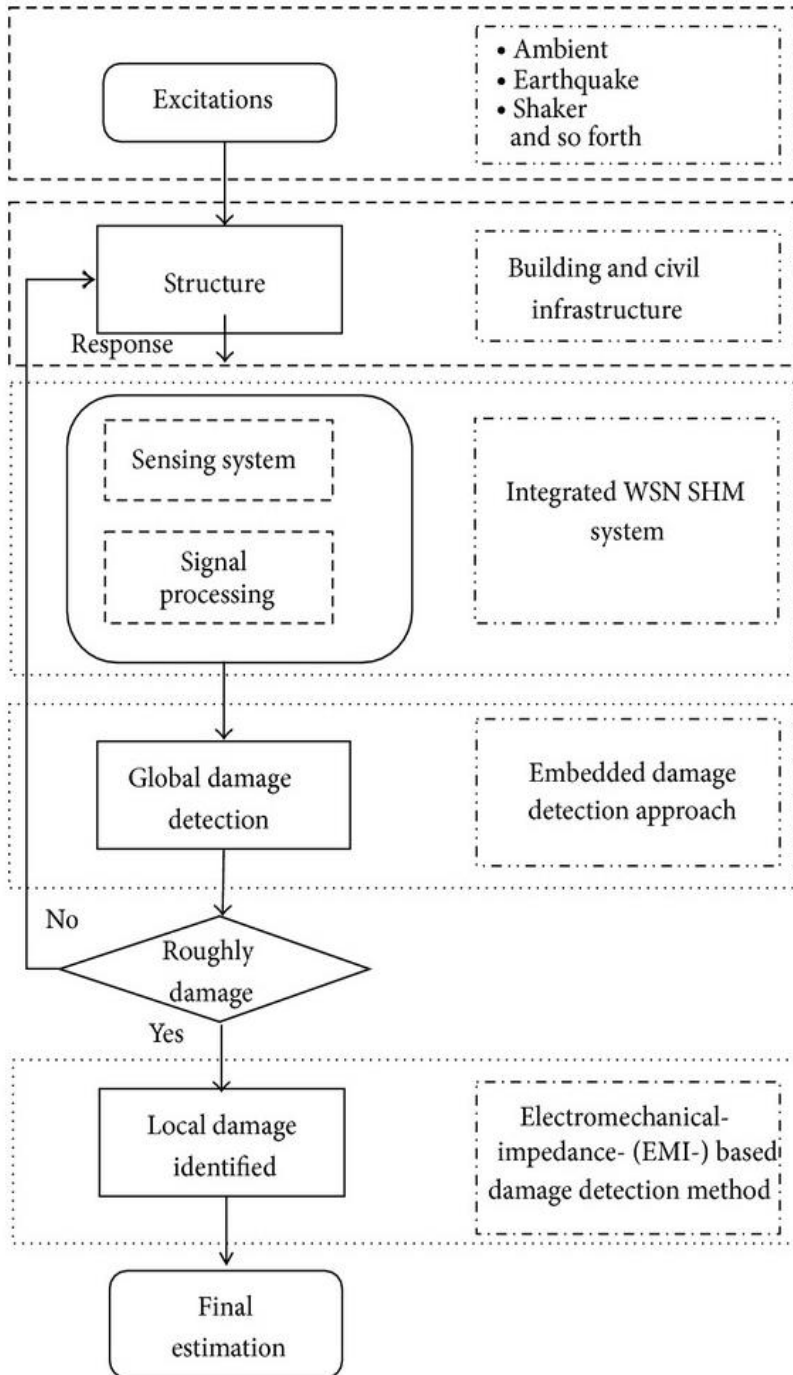 Excitations
• Ambient
• Earthquake
• Shaker
and so forth
Structure
Building and civil
infrastructure
Response
Sensing system
Signal
processing
Integrated WSN SHM
system
Global damage
detection
Embedded damage
detection approach
No
Roughly
damage
Yes
Local damage
identified
Electromechanical-
impedance- (EMI-) based
damage detection method
Final
estimation